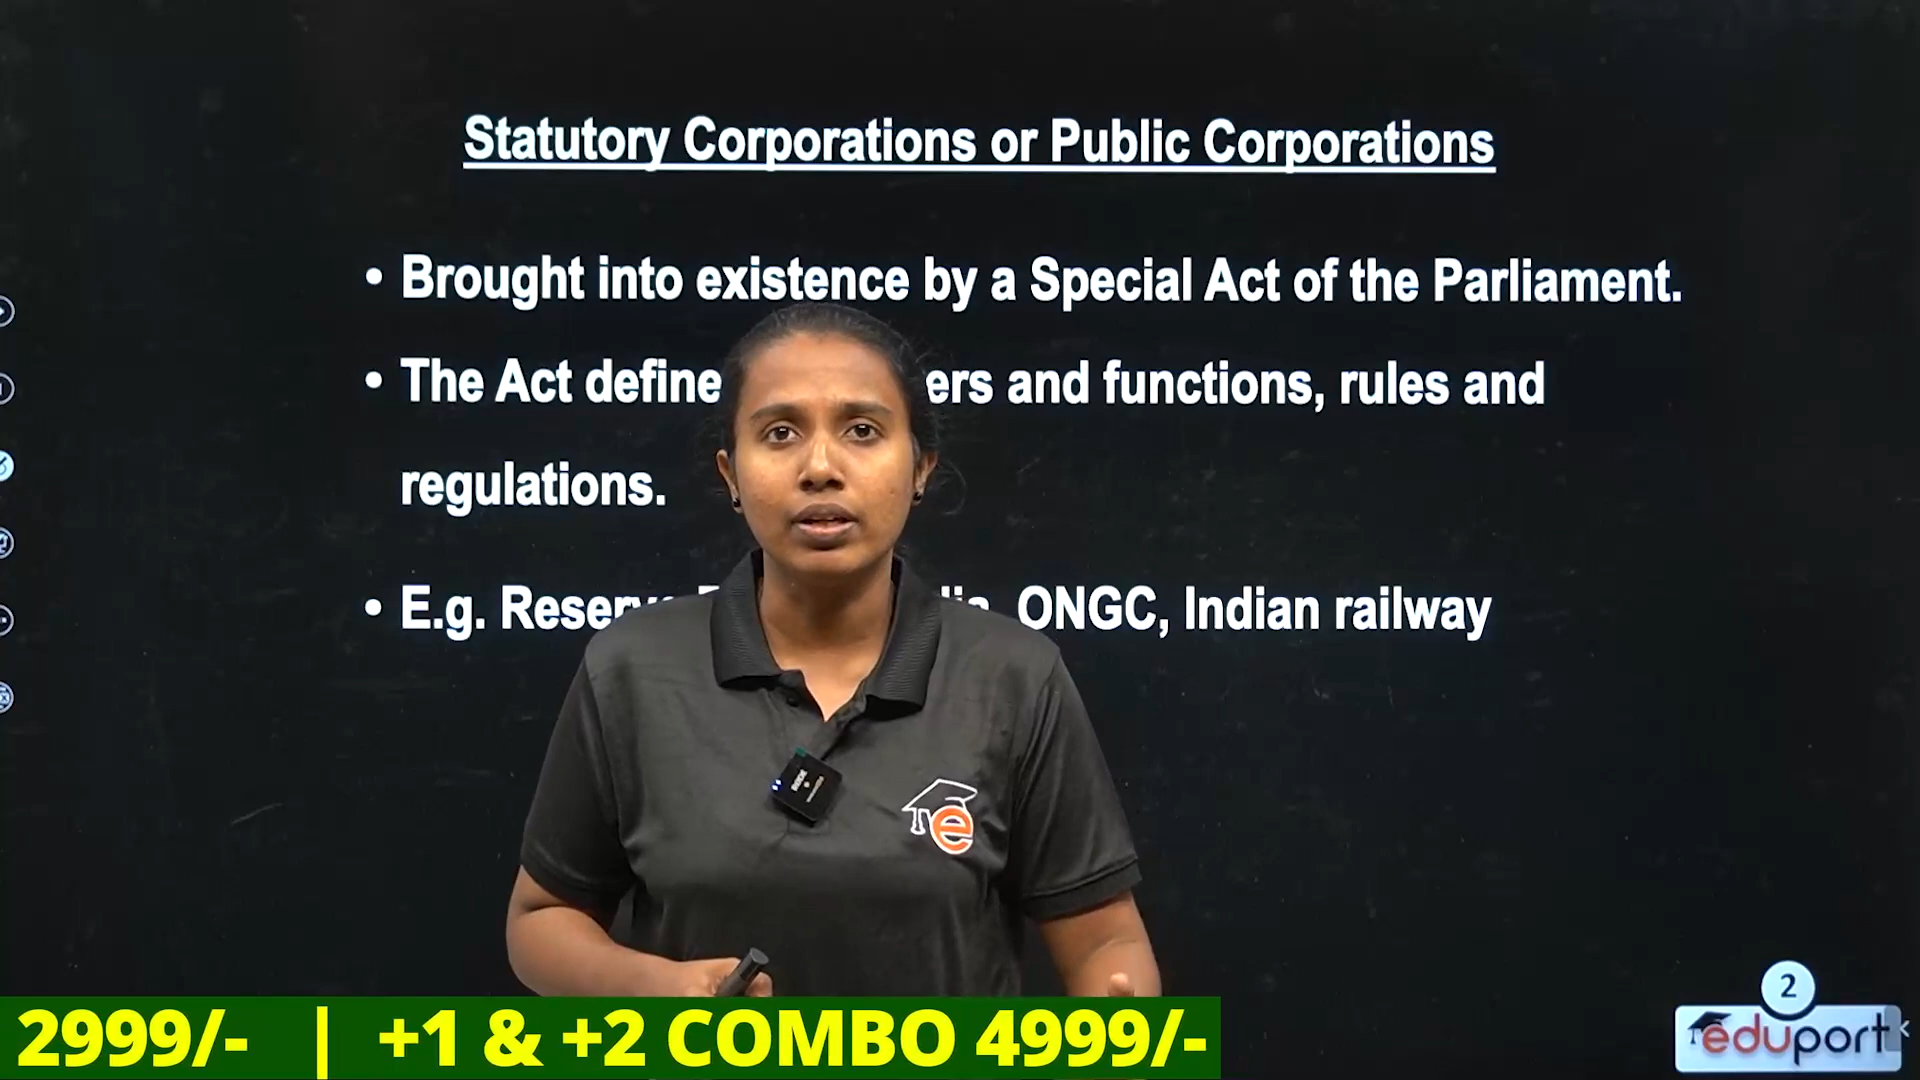 Statutory Corporations or Public Corporations
• Brought into existence by a Special Act of the Parliament.
• The Act define ers and functions, rules and
regulations.
• E.g. ONGC, Indian railway
2
eduport
2999/- | +1 & +2 COMBO 4999/-